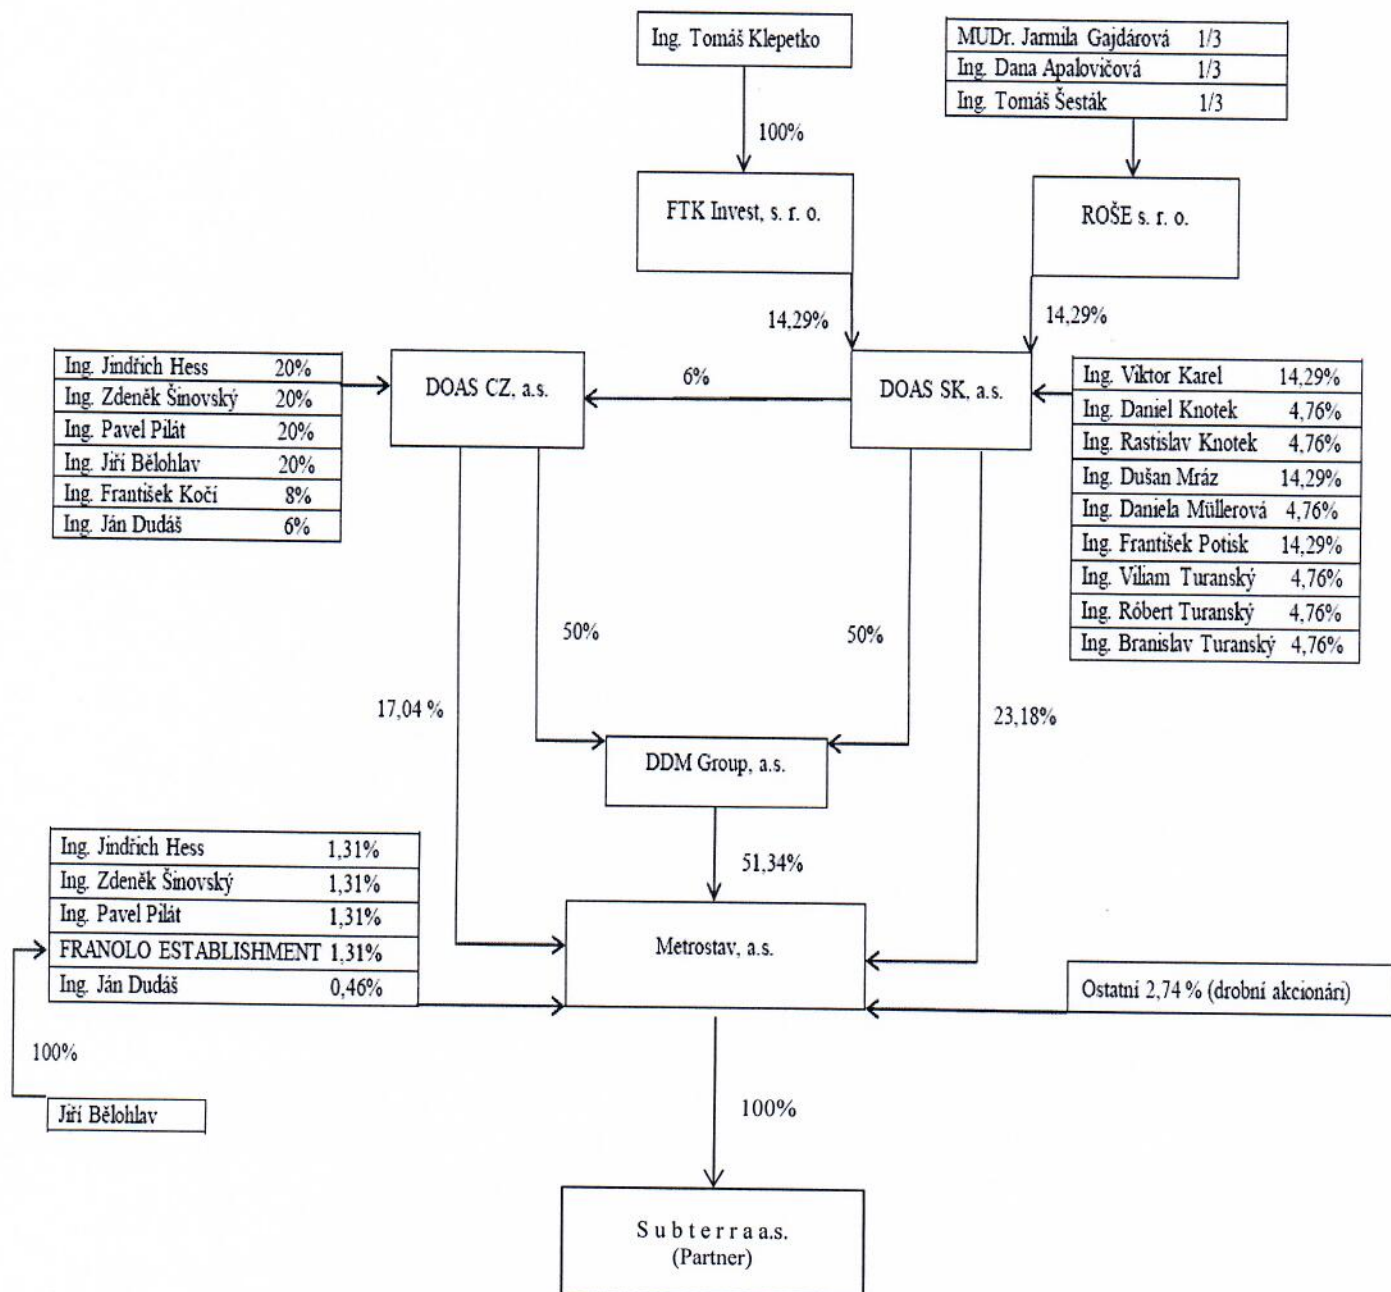 Ing. Tomáš Klepetko
MUDr. Jarmila Gajdárová 1/3
Ing. Dana Apalovičová 1/3
Ing. Tomáš Šesták 1/3
100%
FTK Invest, s. r. o.
ROŠE s. r. o.
14,29%
14,29%
Ing. Jindřich Hess 20%
Ing. Zdeněk Šinovský 20%
Ing. Pavel Pilát 20%
Ing. Jiří Bělohlav 20%
Ing. František Kočí 8%
Ing. Ján Dudáš 6%
DOAS CZ, a.s.
6%
DOAS SK, a.s.
Ing. Viktor Karel 14,29%
Ing. Daniel Knotek 4,76%
Ing. Rastislav Knotek 4,76%
Ing. Dušan Mráz 14,29%
Ing. Daniela Müllerová 4,76%
Ing. František Potisk 14,29%
Ing. Viliam Turanský 4,76%
Ing. Róbert Turanský 4,76%
Ing. Branislav Turanský 4,76%
50%
50%
17,04 %
23,18%
DDM Group, a.s.
51,34%
Ing. Jindřich Hess 1,31%
Ing. Zdeněk Šinovský 1,31%
Ing. Pavel Pilát 1,31%
FRANOLO ESTABLISHMENT 1,31%
Ing. Ján Dudáš 0,46%
Metrostav, a.s.
Ostatní 2,74 % (drobní akcionári)
100%
Jiří Bělohlav
100%
S u b t e r r a a.s.
(Partner)